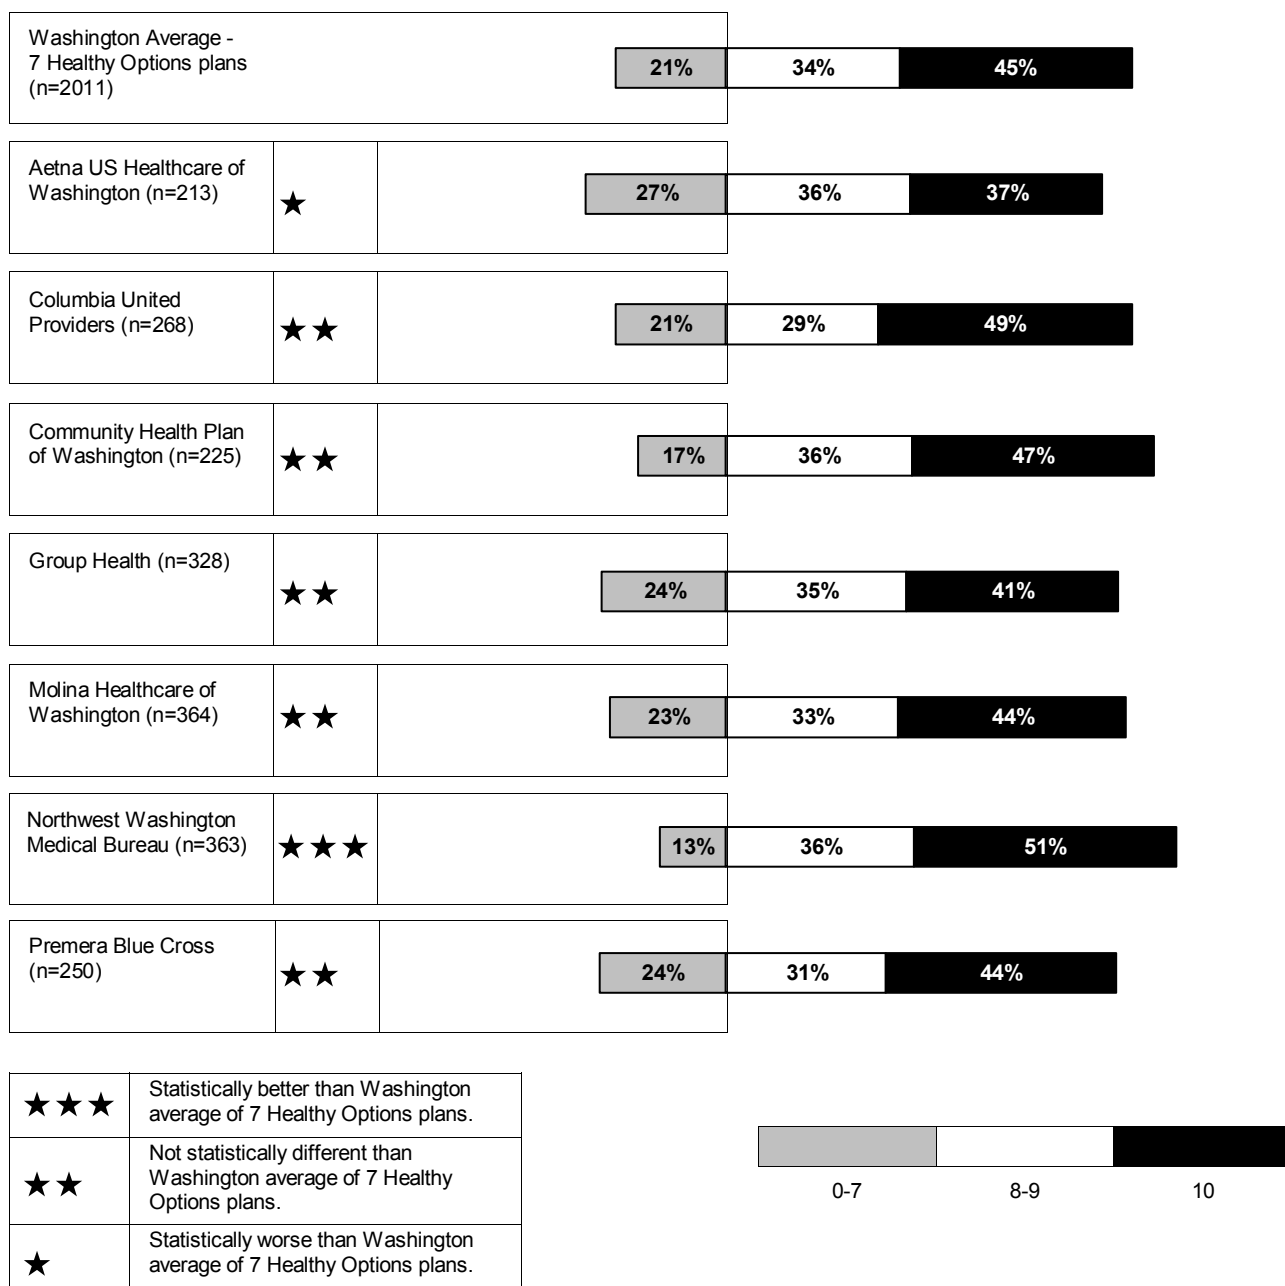 Washington Average -
7 Healthy Options plans
(n=2011)
21% 34% 45%
Aetna US Healthcare of
Washington (n=213)
★
27% 36% 37%
Columbia United
Providers (n=268)
★★
21% 29% 49%
Community Health Plan
of Washington (n=225)
★★
17% 36% 47%
Group Health (n=328)
★★
24% 35% 41%
Molina Healthcare of
Washington (n=364)
★★
23% 33% 44%
Northwest Washington
Medical Bureau (n=363)
★★★
13% 36% 51%
Premera Blue Cross
(n=250)
★★
24% 31% 44%
★★★
Statistically better than Washington
average of 7 Healthy Options plans.
★★
Not statistically different than
Washington average of 7 Healthy
Options plans.
★
Statistically worse than Washington
average of 7 Healthy Options plans.
0-7 8-9 10